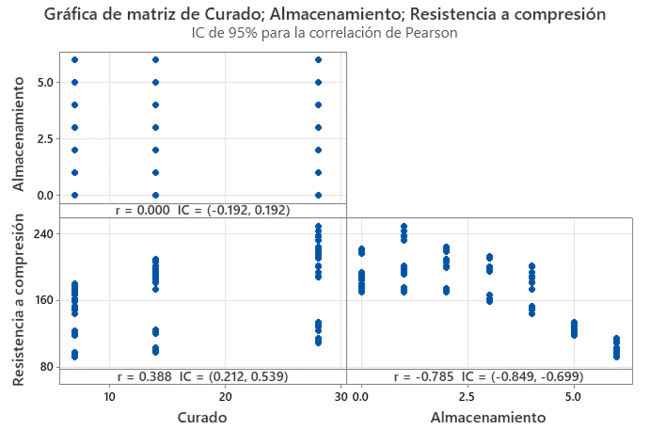 Gráfica de matriz de Curado; Almacenamiento; Resistencia a compresión
IC de 95% para la correlación de Pearson
Almacenamiento
5.0
2.5
0.0
r = 0.000 IC = (-0.192, 0.192)
Resistencia a compresión
240
160
80
r = 0.388 IC = (0.212, 0.539)
r = -0.785 IC = (-0.849, -0.699)
10 20 30 0.0 2.5 5.0
Curado Almacenamiento